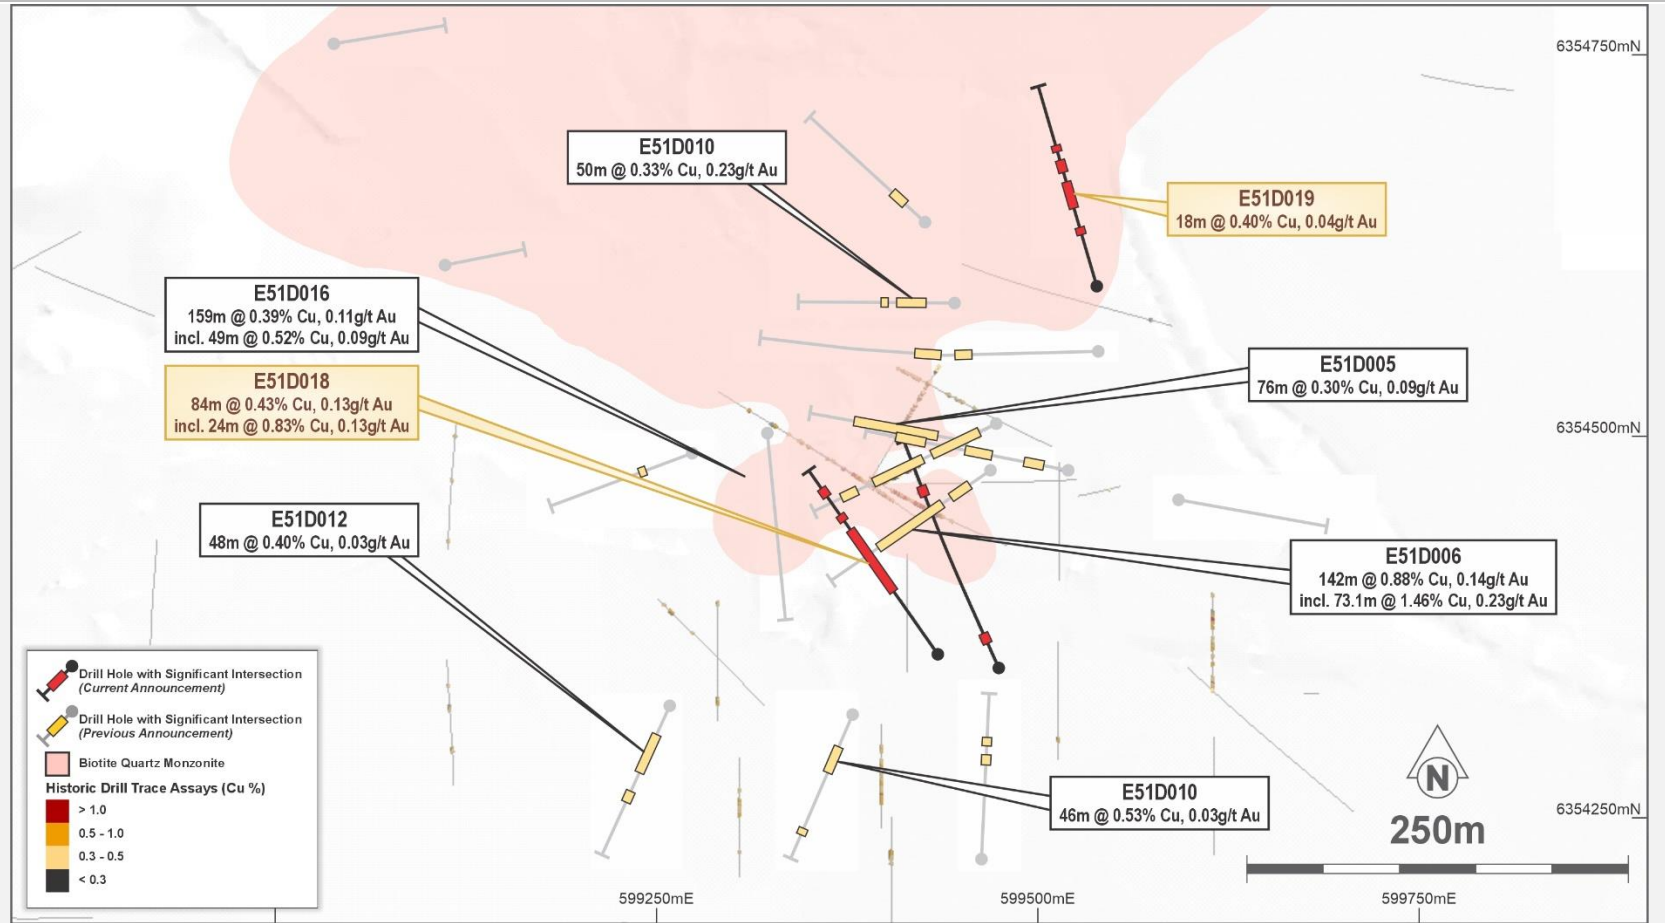 6354750mN
E51D010
50m @ 0.33% Cu, 0.23g/t Au
E51D019
18m @ 0.40% Cu, 0.04g/t Au
E51D016
159m @ 0.39% Cu, 0.11g/t Au
incl. 49m @ 0.52% Cu, 0.09g/t Au
E51D018
84m @ 0.43% Cu, 0.13g/t Au
incl. 24m @ 0.83% Cu, 0.13g/t Au
E51D005
76m @ 0.30% Cu, 0.09g/t Au
6354500mN
E51D012
48m @ 0.40% Cu, 0.03g/t Au
E51D006
142m @ 0.88% Cu, 0.14g/t Au
incl. 73.1m @ 1.46% Cu, 0.23g/t Au
E51D010
46m @ 0.53% Cu, 0.03g/t Au
Drill Hole with Significant Intersection
(Current Announcement)
Drill Hole with Significant Intersection
(Previous Announcement)
Biotite Quartz Monzonite
Historic Drill Trace Assays (Cu %)
> 1.0
0.5 - 1.0
0.3 - 0.5
< 0.3
N
250m
6354250mN
599250mE
599500mE
599750mE